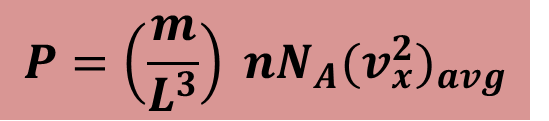 P = (m/L³) nN_A(v_x²)_avg